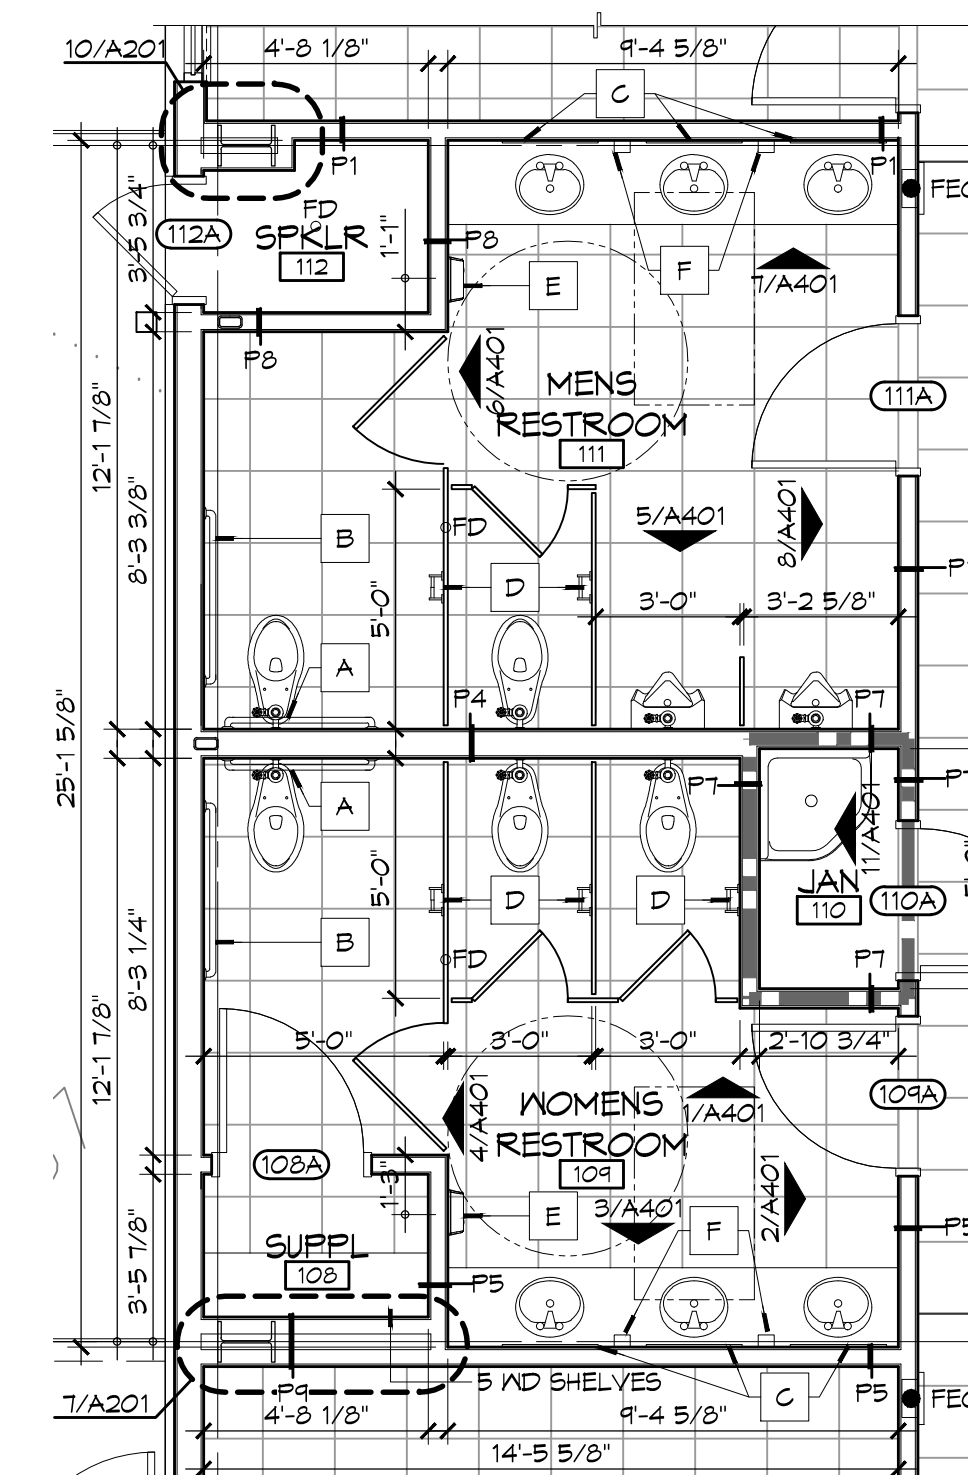 10/A201
4'-8 1/8"
9'-4 5/8"
C
P1
P1
FEC
3'-5 3/4"
112A
FD
SPKLR
112
1'-1"
P8
E
F
7/A401
P8
6/A401
MENS
RESTROOM
111
111A
12'-1 7/8"
8'-3 3/8"
B
FD
5/A401
8/A401
D
5'-0"
3'-0"
3'-2 5/8"
A
P4
P7
25'-1 5/8"
A
P7
11/A401
5'-0"
D
D
JAN
110
110A
B
FD
8'-3 1/4"
P7
12'-1 7/8"
5'-0"
3'-0"
3'-0"
2'-10 3/4"
4/A401
WOMENS
1/A401
109A
RESTROOM
109
108A
1'-3"
3/A401
2/A401
E
F
P5
3'-5 7/8"
SUPPL
108
P5
7/A201
P9
5 WD SHELVES
C
P5
FEC
4'-8 1/8"
9'-4 5/8"
14'-5 5/8"